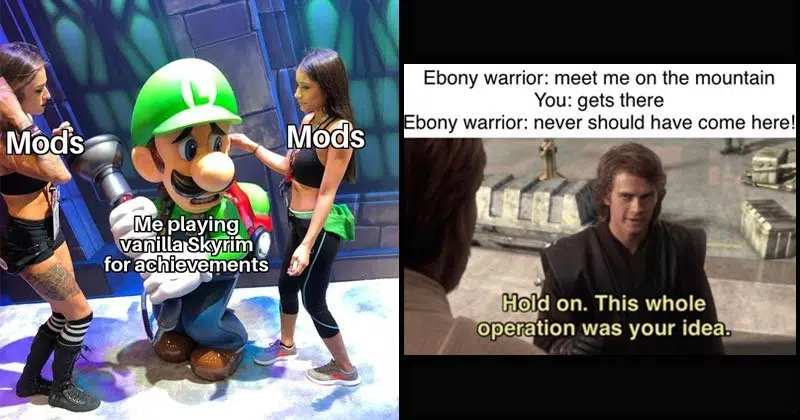 Mods
Mods
Me playing
vanilla Skyrim
for achievements
Ebony warrior: meet me on the mountain
You: gets there
Ebony warrior: never should have come here!
Hold on. This whole
operation was your idea.
L